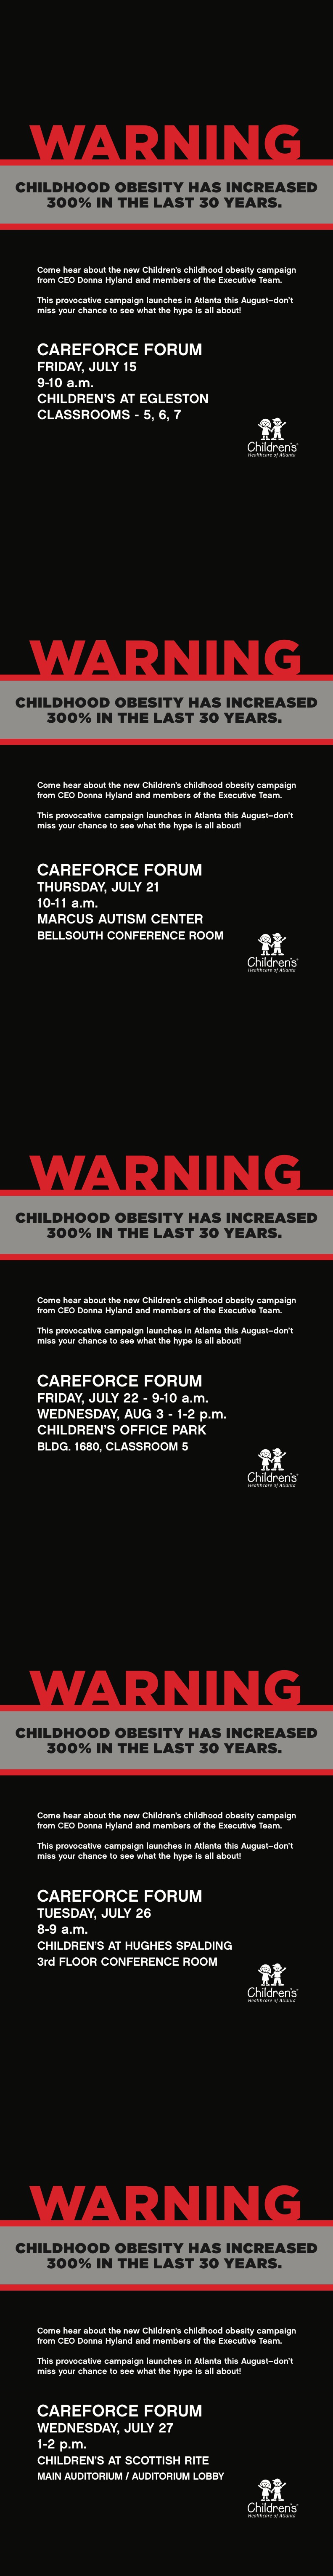 WARNING
CHILDHOOD OBESITY HAS INCREASED
300% IN THE LAST 30 YEARS.
Come hear about the new Children's childhood obesity campaign
from CEO Donna Hyland and members of the Executive Team.
This provocative campaign launches in Atlanta this August–don't
miss your chance to see what the hype is all about!
CAREFORCE FORUM
FRIDAY, JULY 15
9-10 a.m.
CHILDREN'S AT EGLESTON
CLASSROOMS - 5, 6, 7
Children's®
Healthcare of Atlanta
WARNING
CHILDHOOD OBESITY HAS INCREASED
300% IN THE LAST 30 YEARS.
Come hear about the new Children's childhood obesity campaign
from CEO Donna Hyland and members of the Executive Team.
This provocative campaign launches in Atlanta this August–don't
miss your chance to see what the hype is all about!
CAREFORCE FORUM
THURSDAY, JULY 21
10-11 a.m.
MARCUS AUTISM CENTER
BELLSOUTH CONFERENCE ROOM
Children's®
Healthcare of Atlanta
WARNING
CHILDHOOD OBESITY HAS INCREASED
300% IN THE LAST 30 YEARS.
Come hear about the new Children's childhood obesity campaign
from CEO Donna Hyland and members of the Executive Team.
This provocative campaign launches in Atlanta this August–don't
miss your chance to see what the hype is all about!
CAREFORCE FORUM
FRIDAY, JULY 22 - 9-10 a.m.
WEDNESDAY, AUG 3 - 1-2 p.m.
CHILDREN'S OFFICE PARK
BLDG. 1680, CLASSROOM 5
Children's®
Healthcare of Atlanta
WARNING
CHILDHOOD OBESITY HAS INCREASED
300% IN THE LAST 30 YEARS.
Come hear about the new Children's childhood obesity campaign
from CEO Donna Hyland and members of the Executive Team.
This provocative campaign launches in Atlanta this August–don't
miss your chance to see what the hype is all about!
CAREFORCE FORUM
TUESDAY, JULY 26
8-9 a.m.
CHILDREN'S AT HUGHES SPALDING
3rd FLOOR CONFERENCE ROOM
Children's®
Healthcare of Atlanta
WARNING
CHILDHOOD OBESITY HAS INCREASED
300% IN THE LAST 30 YEARS.
Come hear about the new Children's childhood obesity campaign
from CEO Donna Hyland and members of the Executive Team.
This provocative campaign launches in Atlanta this August–don't
miss your chance to see what the hype is all about!
CAREFORCE FORUM
WEDNESDAY, JULY 27
1-2 p.m.
CHILDREN'S AT SCOTTISH RITE
MAIN AUDITORIUM / AUDITORIUM LOBBY
Children's®
Healthcare of Atlanta